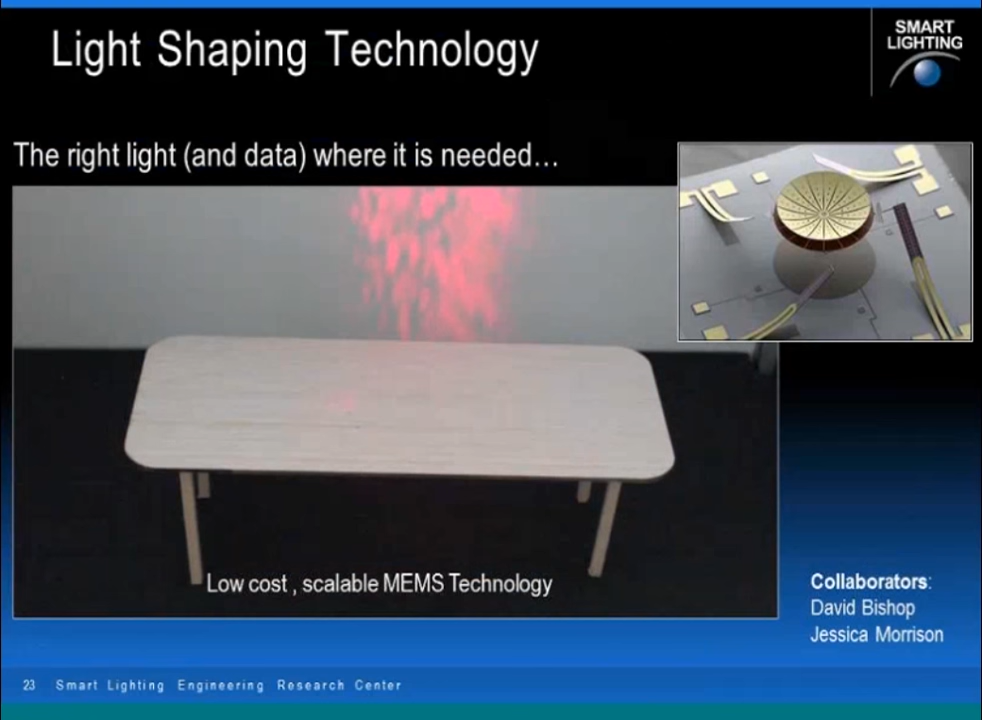 Light Shaping Technology
SMART
LIGHTING
The right light (and data) where it is needed…
Low cost , scalable MEMS Technology
Collaborators:
David Bishop
Jessica Morrison
23 Smart Lighting Engineering Research Center